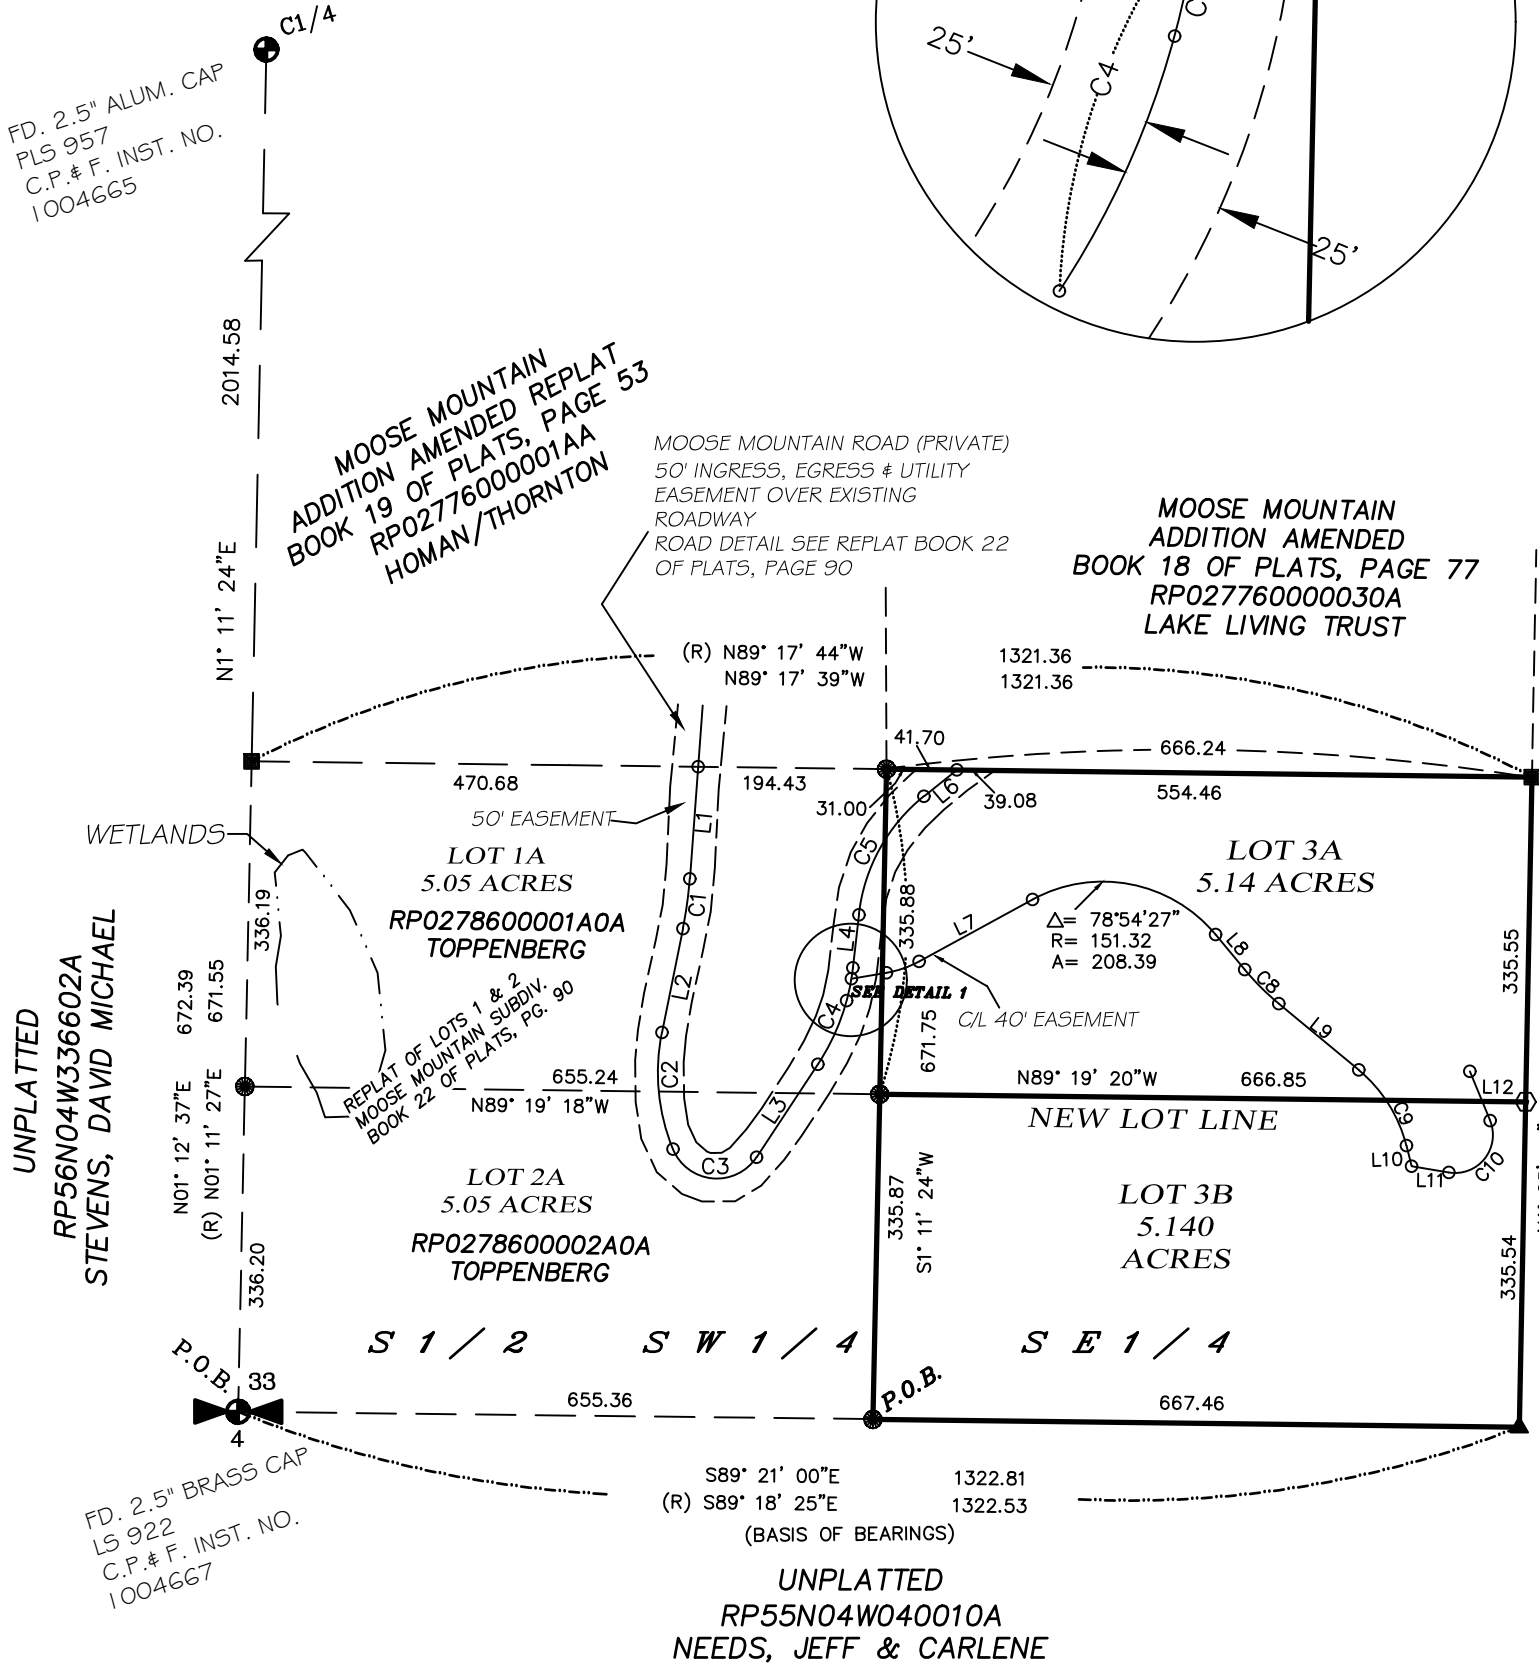 C1/4
FD. 2.5" ALUM. CAP
PLS 957
C.P.& F. INST. NO.
1004665
25'
C4
25'
2014.58
N1° 11' 24"E
MOOSE MOUNTAIN
ADDITION AMENDED REPLAT
BOOK 19 OF PLATS, PAGE 53
RP02776000001AA
HOMAN/THORNTON
MOOSE MOUNTAIN ROAD (PRIVATE)
50' INGRESS, EGRESS & UTILITY
EASEMENT OVER EXISTING
ROADWAY
ROAD DETAIL SEE REPLAT BOOK 22
OF PLATS, PAGE 90
MOOSE MOUNTAIN
ADDITION AMENDED
BOOK 18 OF PLATS, PAGE 77
RP027760000030A
LAKE LIVING TRUST
(R) N89° 17' 44"W
N89° 17' 39"W
1321.36
1321.36
41.70
666.24
470.68
194.43
31.00
L6
39.08
554.46
50' EASEMENT
L1
WETLANDS
C5
LOT 1A
5.05 ACRES
RP0278600001A0A
TOPPENBERG
C1
336.19
LOT 3A
5.14 ACRES
335.88
L7
Δ= 78°54'27"
R= 151.32
A= 208.39
L8
C8
L9
335.55
L4
SEE DETAIL 1
C4
C/L 40' EASEMENT
L2
UNPLATTED
RP56N04W336602A
STEVENS, DAVID MICHAEL
672.39
671.55
N01° 12' 37"E
(R) N01° 11' 27"E
REPLAT OF LOTS 1 & 2
MOOSE MOUNTAIN SUBDIV.
BOOK 22 OF PLATS, PG. 90
655.24
N89° 19' 18"W
C2
L3
C3
671.75
N89° 19' 20"W
666.85
NEW LOT LINE
L12
C9
L10
L11
C10
LOT 2A
5.05 ACRES
RP0278600002A0A
TOPPENBERG
336.20
335.87
S1° 11' 24"W
LOT 3B
5.140
ACRES
335.54
S 1 / 2
S W 1 / 4
S E 1 / 4
P.O.B.
33
4
655.36
P.O.B.
667.46
FD. 2.5" BRASS CAP
LS 922
C.P.& F. INST. NO.
1004667
S89° 21' 00"E
1322.81
(R) S89° 18' 25"E
1322.53
(BASIS OF BEARINGS)
UNPLATTED
RP55N04W040010A
NEEDS, JEFF & CARLENE